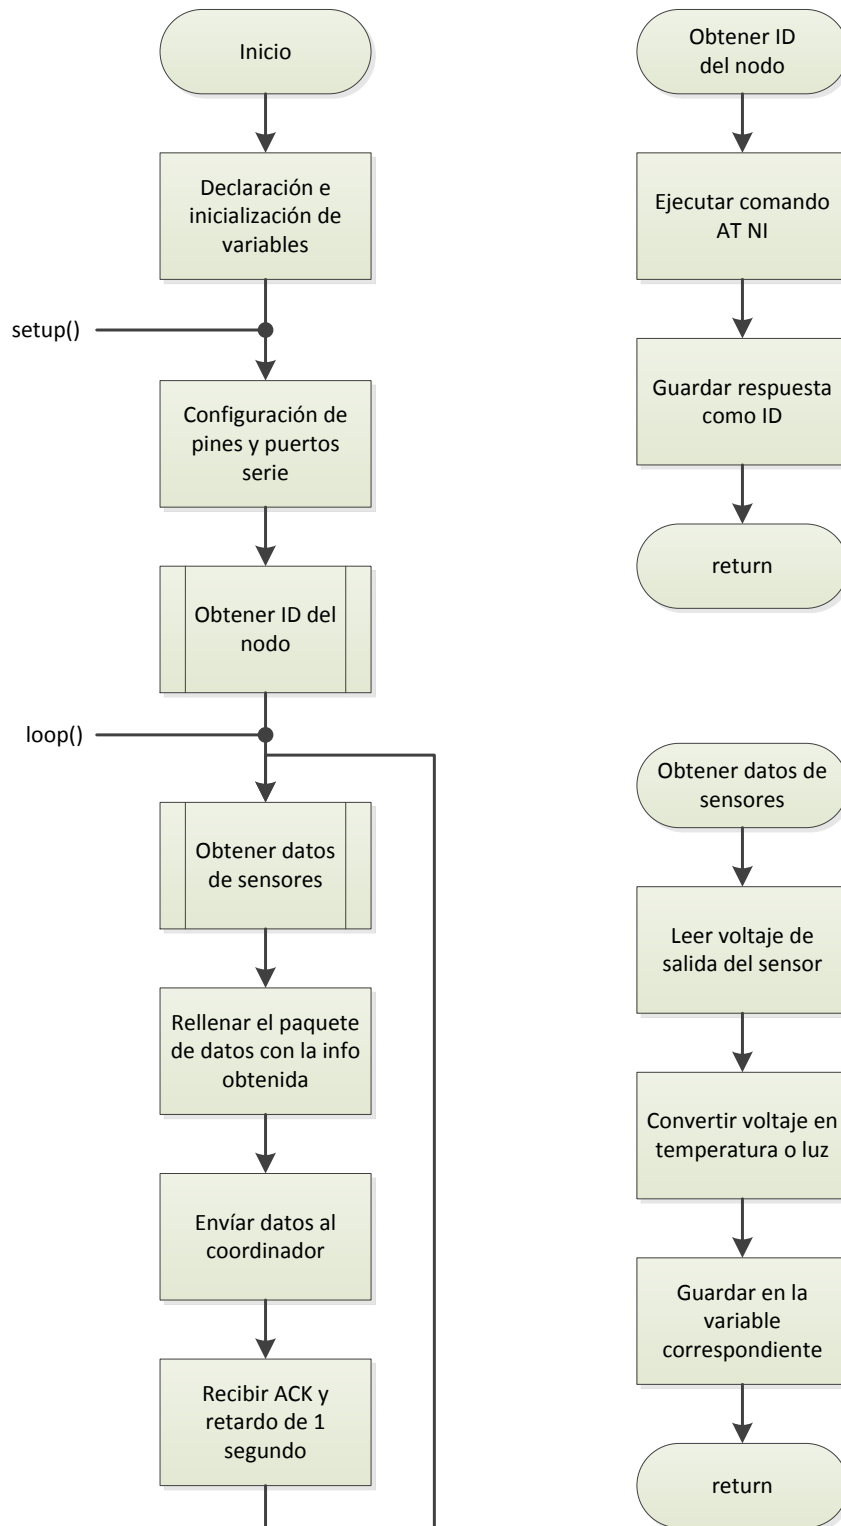 Inicio
Declaración e
inicialización de
variables
setup()
Configuración de
pines y puertos
serie
Obtener ID del
nodo
loop()
Obtener datos
de sensores
Rellenar el paquete
de datos con la info
obtenida
Envíar datos al
coordinador
Recibir ACK y
retardo de 1
segundo
Obtener ID
del nodo
Ejecutar comando
AT NI
Guardar respuesta
como ID
return
Obtener datos de
sensores
Leer voltaje de
salida del sensor
Convertir voltaje en
temperatura o luz
Guardar en la
variable
correspondiente
return